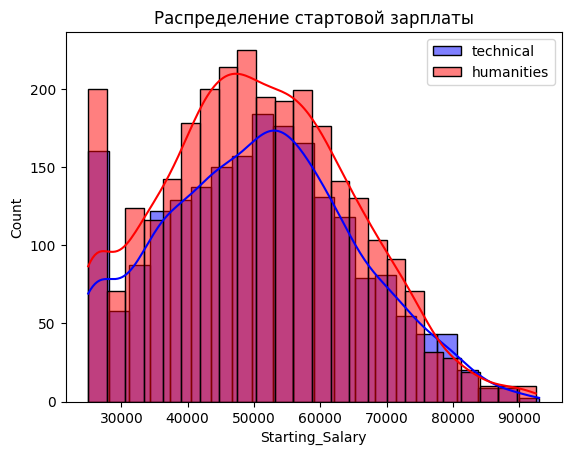 Распределение стартовой зарплаты
technical
humanities
200
150
100
50
0
Count
30000 40000 50000 60000 70000 80000 90000
Starting_Salary